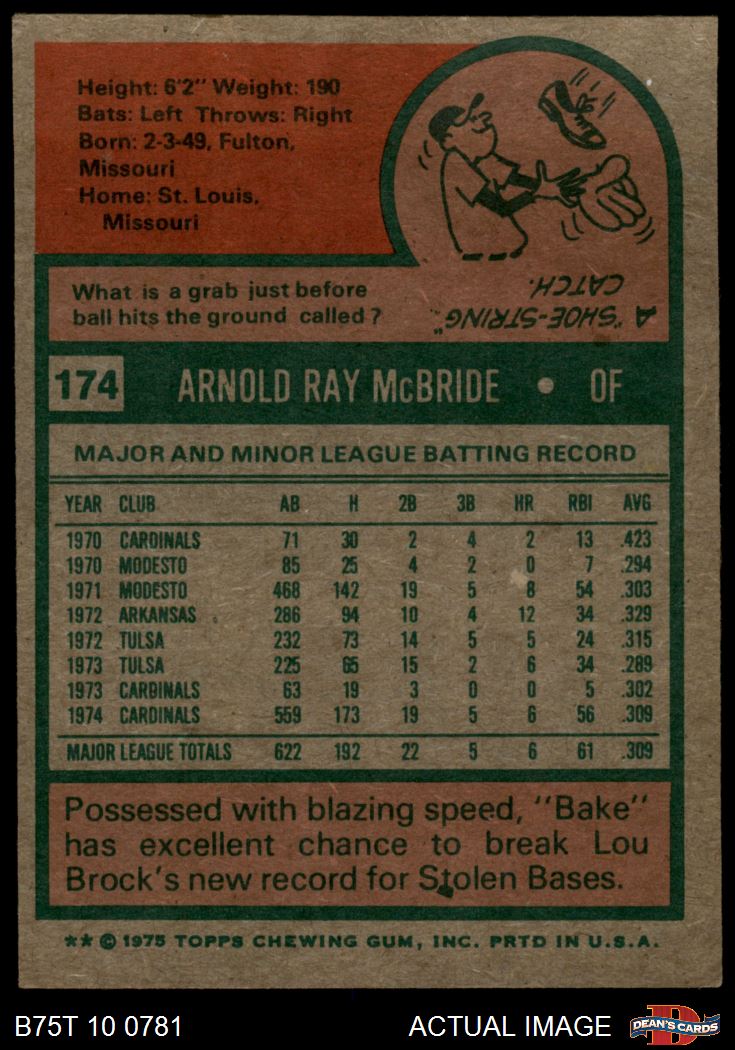 Height: 6'2" Weight: 190
Bats: Left Throws: Right
Born: 2-3-49, Fulton,
Missouri
Home: St. Louis,
Missouri
What is a grab just before
ball hits the ground called?
A "SHOE-STRING"
CATCH.
174 ARNOLD RAY McBRIDE • OF
MAJOR AND MINOR LEAGUE BATTING RECORD
YEAR CLUB AB H 2B 3B HR RBI AVG
1970 CARDINALS 71 30 2 4 2 13 .423
1970 MODESTO 85 25 4 2 0 7 .294
1971 MODESTO 468 142 19 5 8 54 .303
1972 ARKANSAS 286 94 10 4 12 34 .329
1972 TULSA 232 73 14 5 5 24 .315
1973 TULSA 225 65 15 2 6 34 .289
1973 CARDINALS 63 19 3 0 0 5 .302
1974 CARDINALS 559 173 19 5 6 56 .309
MAJOR LEAGUE TOTALS 622 192 22 5 6 61 .309
Possessed with blazing speed, "Bake"
has excellent chance to break Lou
Brock's new record for Stolen Bases.
** © 1975 TOPPS CHEWING GUM, INC. PRTD IN U.S.A.
B75T 10 0781 ACTUAL IMAGE DEAN'S CARDS